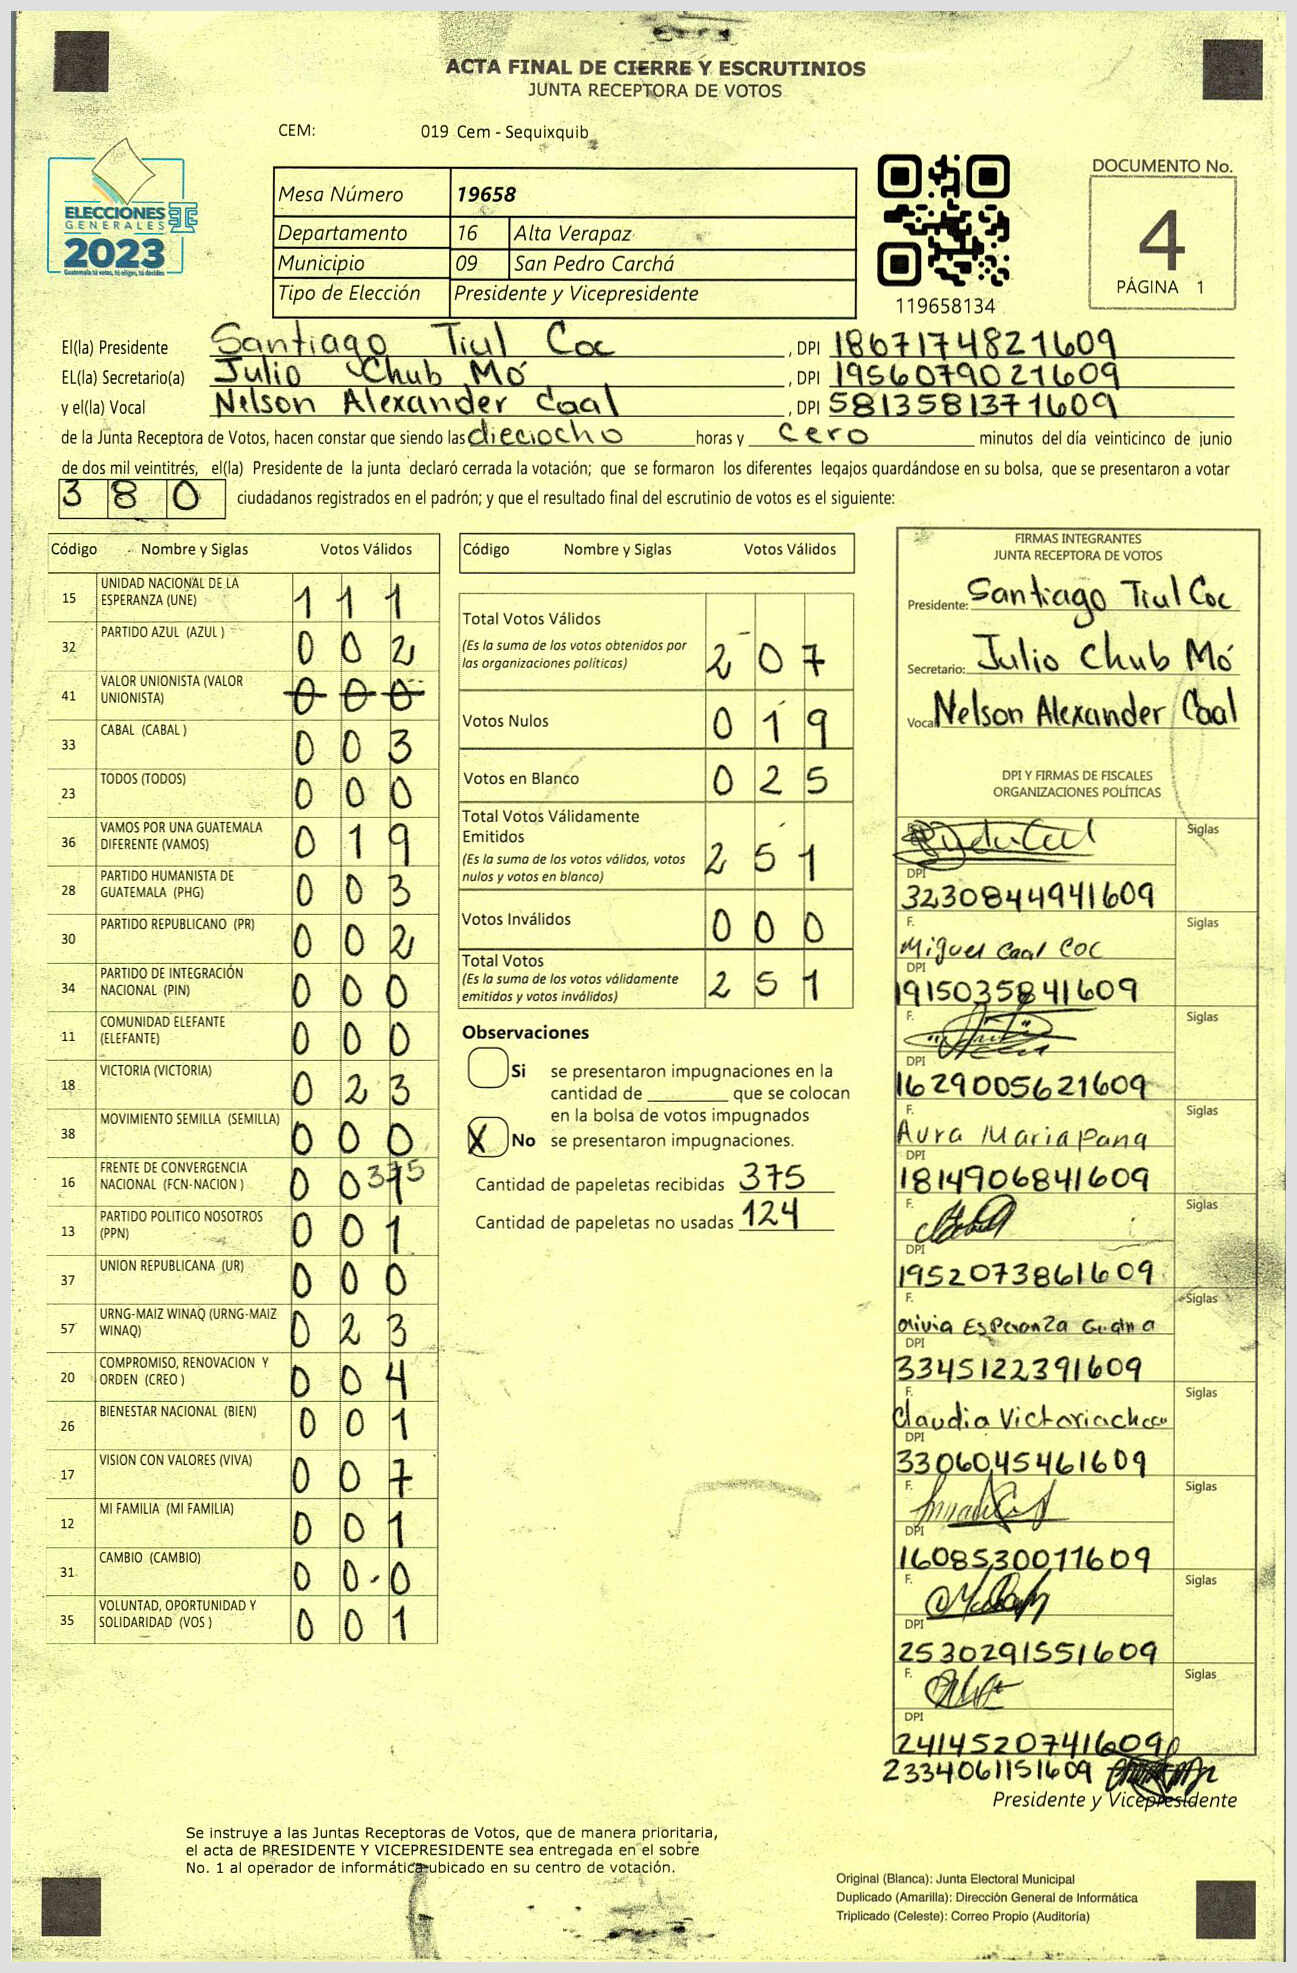 ACTA FINAL DE CIERRE Y ESCRUTINIOS
JUNTA RECEPTORA DE VOTOS
CEM: 019 Cem - Sequixquib
ELECCIONES
GENERALES
2023
Guatemala tú votas, tú eliges, tú decides
Mesa Número 19658
Departamento 16 Alta Verapaz
Municipio 09 San Pedro Carchá
Tipo de Elección Presidente y Vicepresidente
119658134
DOCUMENTO No.
4
PÁGINA 1
El(la) Presidente Santiago Tiul Coc , DPI 1867174821609
EL(la) Secretario(a) Julio Chub Mó , DPI 1956079021609
y el(la) Vocal Nelson Alexander Caal , DPI 5813581371609
de la Junta Receptora de Votos, hacen constar que siendo las dieciocho horas y cero minutos del día veinticinco de junio
de dos mil veintitrés, el(la) Presidente de la junta declaró cerrada la votación; que se formaron los diferentes legajos guardándose en su bolsa, que se presentaron a votar
380 ciudadanos registrados en el padrón; y que el resultado final del escrutinio de votos es el siguiente:
Código Nombre y Siglas Votos Válidos
15 UNIDAD NACIONAL DE LA ESPERANZA (UNE) 1 1 1
32 PARTIDO AZUL (AZUL ) 0 0 2
41 VALOR UNIONISTA (VALOR UNIONISTA) 0 0 0
33 CABAL (CABAL ) 0 0 3
23 TODOS (TODOS) 0 0 0
36 VAMOS POR UNA GUATEMALA DIFERENTE (VAMOS) 0 1 9
28 PARTIDO HUMANISTA DE GUATEMALA (PHG) 0 0 3
30 PARTIDO REPUBLICANO (PR) 0 0 2
34 PARTIDO DE INTEGRACIÓN NACIONAL (PIN) 0 0 0
11 COMUNIDAD ELEFANTE (ELEFANTE) 0 0 0
18 VICTORIA (VICTORIA) 0 2 3
38 MOVIMIENTO SEMILLA (SEMILLA) 0 0 0
16 FRENTE DE CONVERGENCIA NACIONAL (FCN-NACION ) 0 0 1 375
13 PARTIDO POLITICO NOSOTROS (PPN) 0 0 1
37 UNION REPUBLICANA (UR) 0 0 0
57 URNG-MAIZ WINAQ (URNG-MAIZ WINAQ) 0 2 3
20 COMPROMISO, RENOVACION Y ORDEN (CREO ) 0 0 4
26 BIENESTAR NACIONAL (BIEN) 0 0 1
17 VISION CON VALORES (VIVA) 0 0 7
12 MI FAMILIA (MI FAMILIA) 0 0 1
31 CAMBIO (CAMBIO) 0 0 0
35 VOLUNTAD, OPORTUNIDAD Y SOLIDARIDAD (VOS ) 0 0 1
Código Nombre y Siglas Votos Válidos
Total Votos Válidos
(Es la suma de los votos obtenidos por
las organizaciones políticas) 2 0 7
Votos Nulos 0 1 9
Votos en Blanco 0 2 5
Total Votos Válidamente
Emitidos
(Es la suma de los votos válidos, votos
nulos y votos en blanco) 2 5 1
Votos Inválidos 0 0 0
Total Votos
(Es la suma de los votos válidamente
emitidos y votos inválidos) 2 5 1
Observaciones
Si se presentaron impugnaciones en la
cantidad de ________ que se colocan
en la bolsa de votos impugnados
X No se presentaron impugnaciones.
Cantidad de papeletas recibidas 375
Cantidad de papeletas no usadas 124
FIRMAS INTEGRANTES
JUNTA RECEPTORA DE VOTOS
Presidente: Santiago Tiul Coc
Secretario: Julio Chub Mó
Vocal Nelson Alexander Caal
DPI Y FIRMAS DE FISCALES
ORGANIZACIONES POLÍTICAS
Siglas
DPI
3230844941609
F. Siglas
Miguel Caal Coc
DPI
1915035841609
F. Siglas
DPI
1629005621609
F. Siglas
Aura Maria Pana
DPI
1814906841609
F. Siglas
DPI
1952073861609
F. Siglas
Olivia Esperanza
DPI
3345122391609
F. Siglas
Claudia Victoria
DPI
3306045461609
F. Siglas
DPI
1608530011609
F. Siglas
DPI
2530291551609
F. Siglas
DPI
2414520741609
2334061151609
Presidente y Vicepresidente
Se instruye a las Juntas Receptoras de Votos, que de manera prioritaria,
el acta de PRESIDENTE Y VICEPRESIDENTE sea entregada en el sobre
No. 1 al operador de informática ubicado en su centro de votación.
Original (Blanca): Junta Electoral Municipal
Duplicado (Amarilla): Dirección General de Informática
Triplicado (Celeste): Correo Propio (Auditoría)